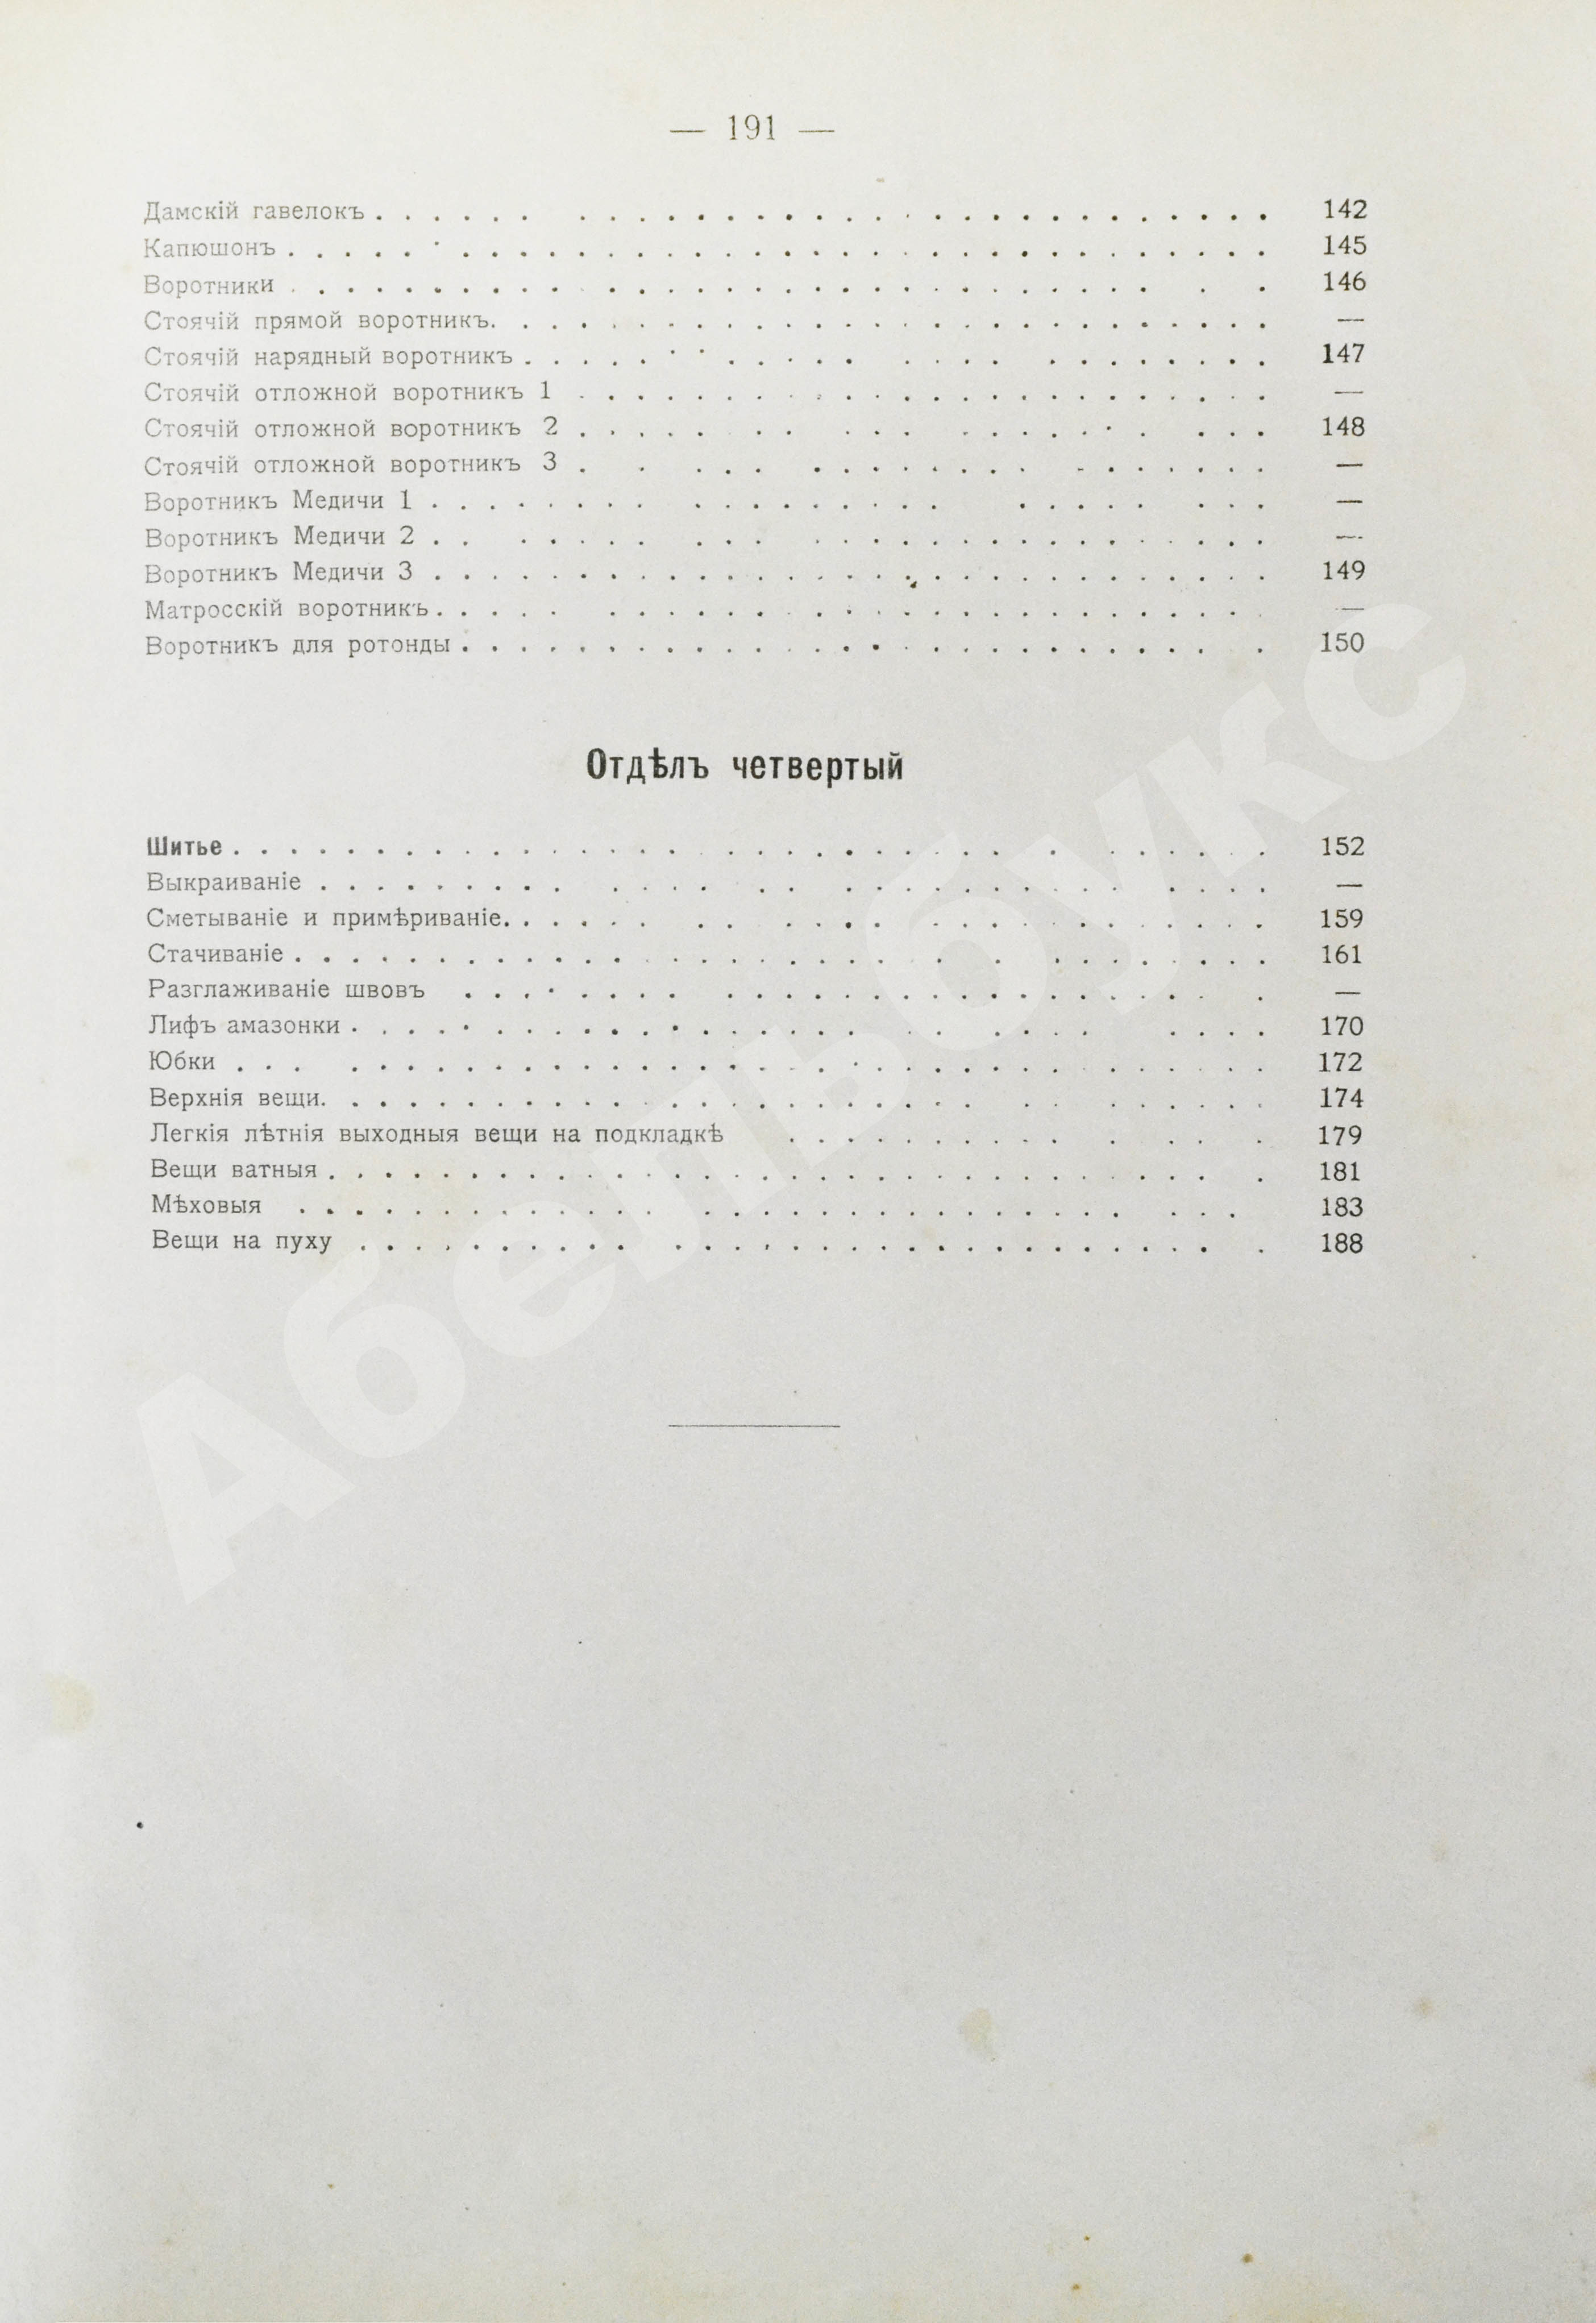 — 191 —
Дамскій гавелокъ . . . . . . . . . . . . . . . . . . . . 142
Капюшонъ . . . . . . . . . . . . . . . . . . . . 145
Воротники . . . . . . . . . . . . . . . . . . . . 146
Стоячій прямой воротникъ. . . . . . . . . . . . . . . . . . . . —
Стоячій нарядный воротникъ . . . . . . . . . . . . . . . . . . . . 147
Стоячій отложной воротникъ 1 . . . . . . . . . . . . . . . . . . . . —
Стоячій отложной воротникъ 2 . . . . . . . . . . . . . . . . . . . . 148
Стоячій отложной воротникъ 3 . . . . . . . . . . . . . . . . . . . . —
Воротникъ Медичи 1 . . . . . . . . . . . . . . . . . . . . —
Воротникъ Медичи 2 . . . . . . . . . . . . . . . . . . . . —
Воротникъ Медичи 3 . . . . . . . . . . . . . . . . . . . . 149
Матросскій воротникъ . . . . . . . . . . . . . . . . . . . . —
Воротникъ для ротонды . . . . . . . . . . . . . . . . . . . . 150
Отдѣлъ четвертый
Шитье . . . . . . . . . . . . . . . . . . . . 152
Выкраиваніе . . . . . . . . . . . . . . . . . . . . —
Сметываніе и примѣриваніе. . . . . . . . . . . . . . . . . . . . 159
Стачиваніе . . . . . . . . . . . . . . . . . . . . 161
Разглаживаніе швовъ . . . . . . . . . . . . . . . . . . . . —
Лифъ амазонки . . . . . . . . . . . . . . . . . . . . 170
Юбки . . . . . . . . . . . . . . . . . . . . 172
Верхнія вещи. . . . . . . . . . . . . . . . . . . . 174
Легкія лѣтнія выходныя вещи на подкладкѣ . . . . . . . . . . . . . . . 179
Вещи ватныя . . . . . . . . . . . . . . . . . . . . 181
Мѣховыя . . . . . . . . . . . . . . . . . . . . 183
Вещи на пуху . . . . . . . . . . . . . . . . . . . . 188
Абельбукс